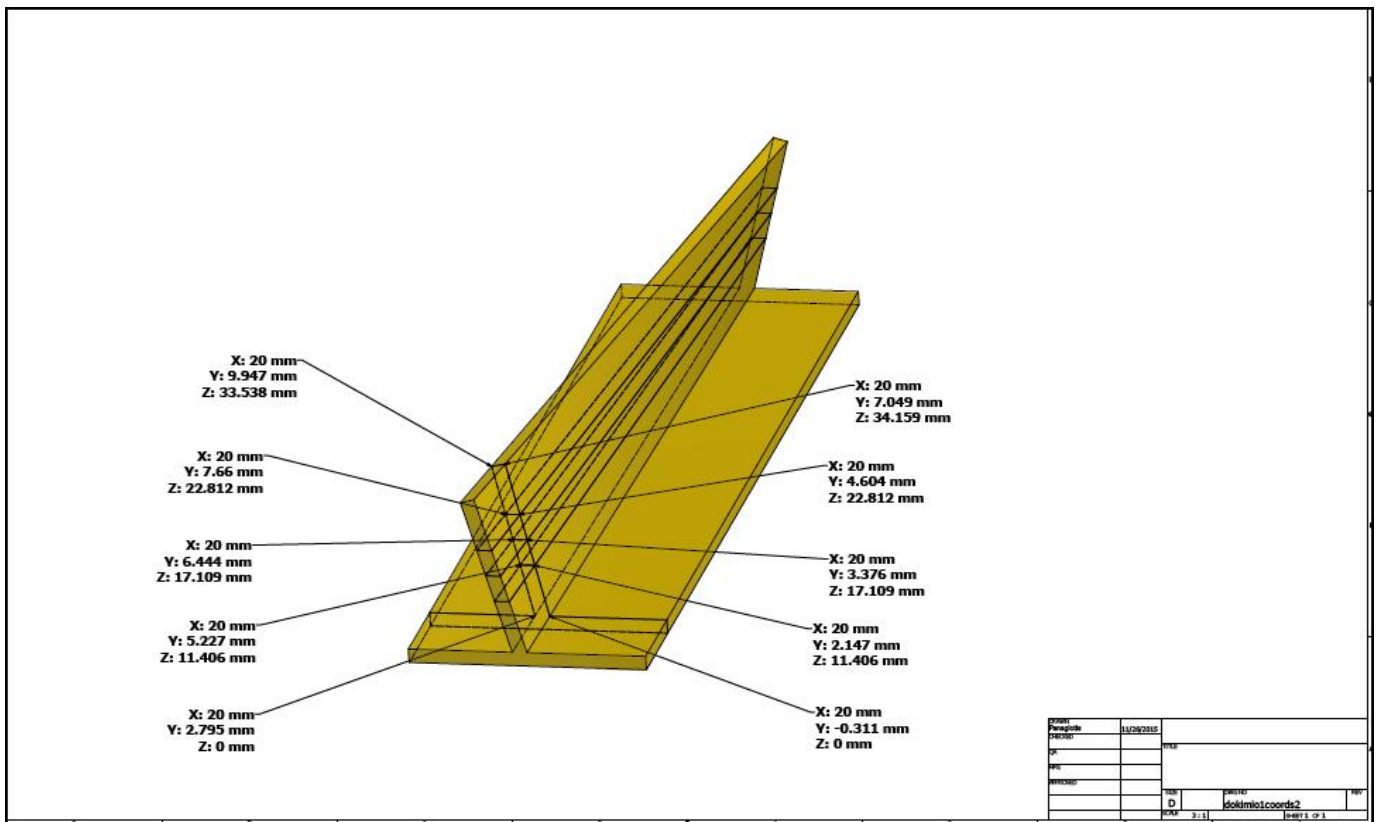 X: 20 mm
Y: 9.947 mm
Z: 33.538 mm
X: 20 mm
Y: 7.049 mm
Z: 34.159 mm
X: 20 mm
Y: 7.66 mm
Z: 22.812 mm
X: 20 mm
Y: 4.604 mm
Z: 22.812 mm
X: 20 mm
Y: 6.444 mm
Z: 17.109 mm
X: 20 mm
Y: 3.376 mm
Z: 17.109 mm
X: 20 mm
Y: 5.227 mm
Z: 11.406 mm
X: 20 mm
Y: 2.147 mm
Z: 11.406 mm
X: 20 mm
Y: 2.795 mm
Z: 0 mm
X: 20 mm
Y: -0.311 mm
Z: 0 mm
DRAWN
Panagiotis
11/26/2015
CHECKED
QA
MFG
APPROVED
TITLE
SIZE
D
DWG NO
dokimio1coords2
REV
SCALE
3:1
SHEET 1 OF 1